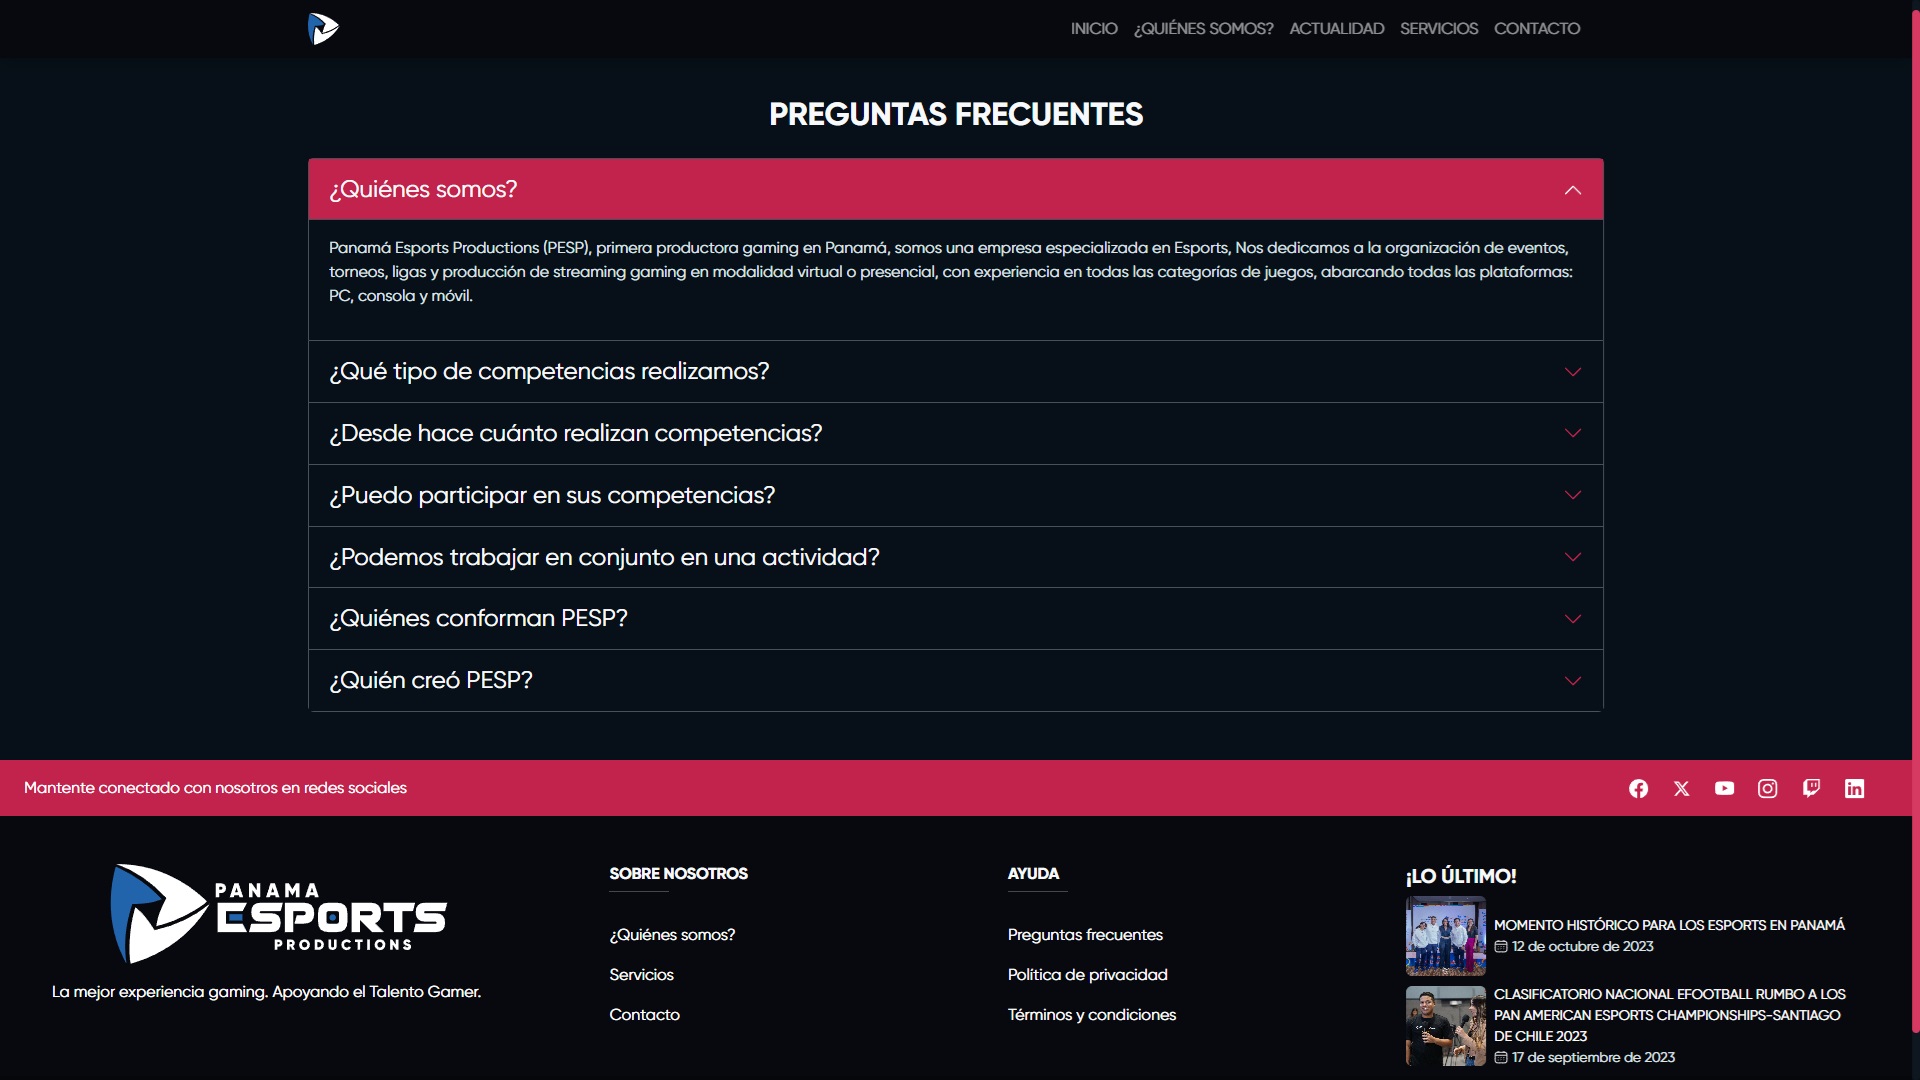 INICIO ¿QUIÉNES SOMOS? ACTUALIDAD SERVICIOS CONTACTO
PREGUNTAS FRECUENTES
¿Quiénes somos?
Panamá Esports Productions (PESP), primera productora gaming en Panamá, somos una empresa especializada en Esports, Nos dedicamos a la organización de eventos,
torneos, ligas y producción de streaming gaming en modalidad virtual o presencial, con experiencia en todas las categorías de juegos, abarcando todas las plataformas:
PC, consola y móvil.
¿Qué tipo de competencias realizamos?
¿Desde hace cuánto realizan competencias?
¿Puedo participar en sus competencias?
¿Podemos trabajar en conjunto en una actividad?
¿Quiénes conforman PESP?
¿Quién creó PESP?
Mantente conectado con nosotros en redes sociales
PANAMA
ESPORTS
PRODUCTIONS
La mejor experiencia gaming. Apoyando el Talento Gamer.
SOBRE NOSOTROS
¿Quiénes somos?
Servicios
Contacto
AYUDA
Preguntas frecuentes
Política de privacidad
Términos y condiciones
¡LO ÚLTIMO!
MOMENTO HISTÓRICO PARA LOS ESPORTS EN PANAMÁ
12 de octubre de 2023
CLASIFICATORIO NACIONAL EFOOTBALL RUMBO A LOS
PAN AMERICAN ESPORTS CHAMPIONSHIPS-SANTIAGO
DE CHILE 2023
17 de septiembre de 2023